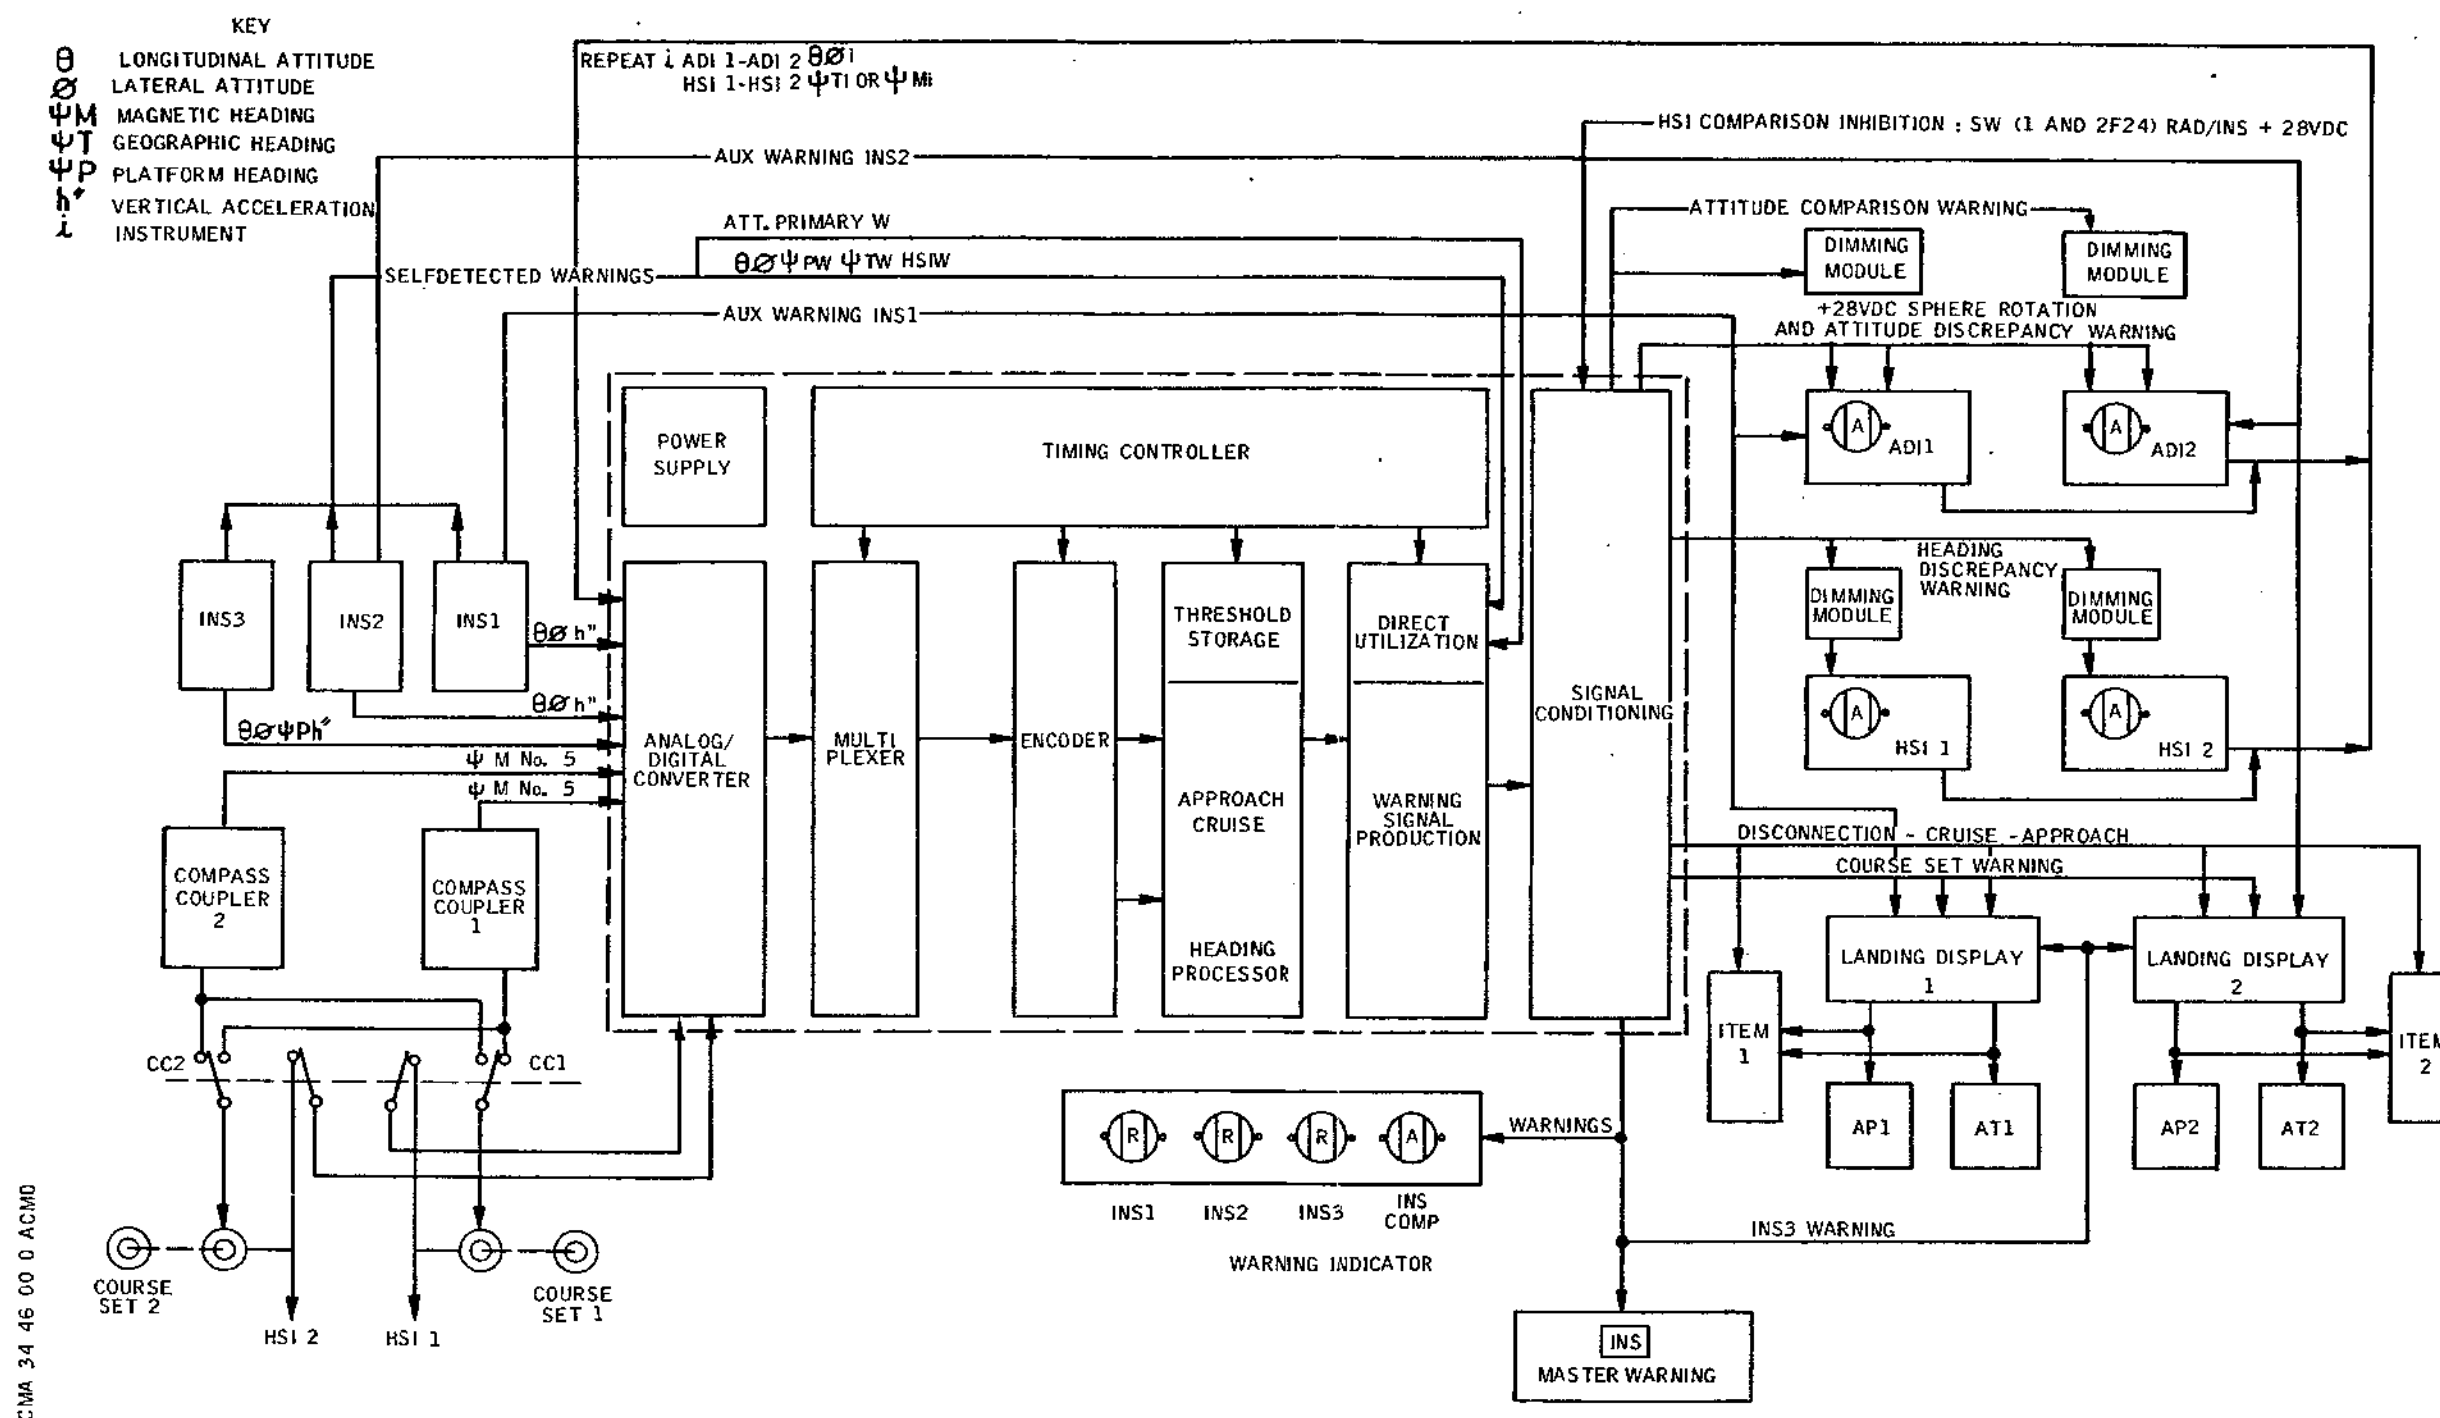 KEY
θ LONGITUDINAL ATTITUDE
Ø LATERAL ATTITUDE
ψM MAGNETIC HEADING
ψT GEOGRAPHIC HEADING
ψP PLATFORM HEADING
h" VERTICAL ACCELERATION
i INSTRUMENT
REPEAT i ADI 1-ADI 2 θØi
HSI 1-HSI 2 ψTI OR ψMi
HSI COMPARISON INHIBITION : SW (1 AND 2F24) RAD/INS + 28VDC
AUX WARNING INS2
ATT. PRIMARY W
ATTITUDE COMPARISON WARNING
DIMMING
MODULE
DIMMING
MODULE
θØψPW ψTW HSIW
SELFDETECTED WARNINGS
AUX WARNING INS1
+28VDC SPHERE ROTATION
AND ATTITUDE DISCREPANCY WARNING
POWER
SUPPLY
TIMING CONTROLLER
A
ADI1
A
ADI2
INS3
INS2
INS1
θØ h"
θØ h"
θØψPh"
ψ M No. 5
ψ M No. 5
ANALOG/
DIGITAL
CONVERTER
MULTI
PLEXER
ENCODER
THRESHOLD
STORAGE
APPROACH
CRUISE
HEADING
PROCESSOR
DIRECT
UTILIZATION
WARNING
SIGNAL
PRODUCTION
SIGNAL
CONDITIONING
HEADING
DISCREPANCY
WARNING
DIMMING
MODULE
DIMMING
MODULE
A
HSI 1
A
HSI 2
DISCONNECTION - CRUISE - APPROACH
COURSE SET WARNING
COMPASS
COUPLER
2
COMPASS
COUPLER
1
LANDING DISPLAY
1
LANDING DISPLAY
2
ITEM
1
ITEM
2
CC2
CC1
AP1
AT1
AP2
AT2
R
R
R
A
WARNINGS
INS1
INS2
INS3
INS
COMP
WARNING INDICATOR
INS3 WARNING
COURSE
SET 2
COURSE
SET 1
HSI 2
HSI 1
INS
MASTER WARNING
CMA 34 46 00 0 ACM0